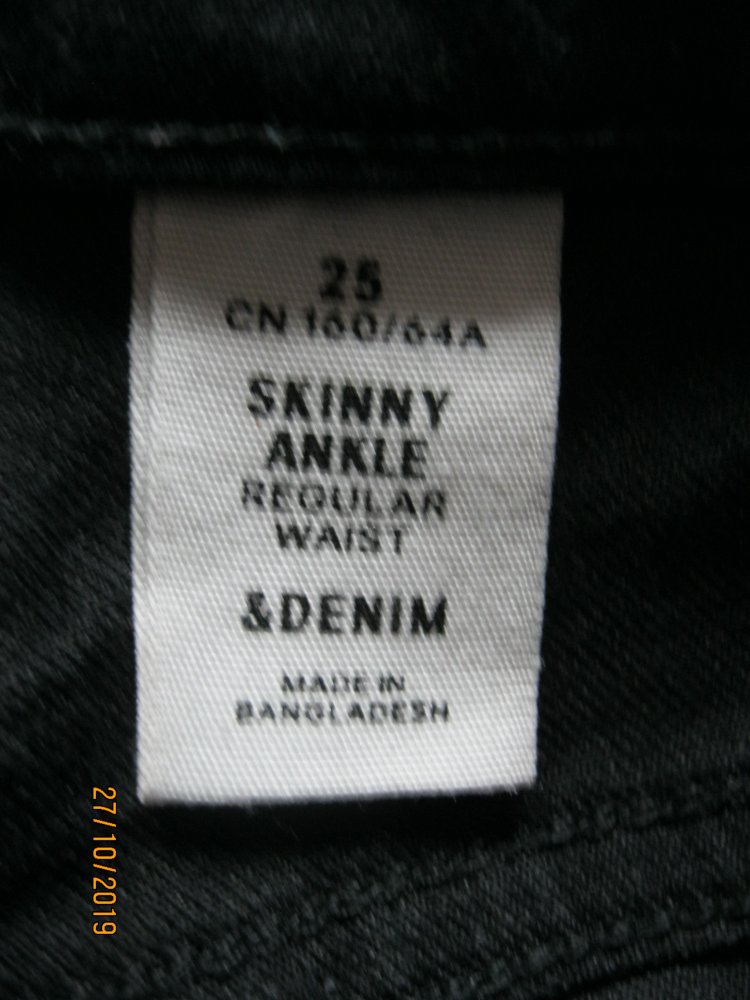 25
CN 160/64A
SKINNY
ANKLE
REGULAR
WAIST
&DENIM
MADE IN
BANGLADESH
27/10/2019